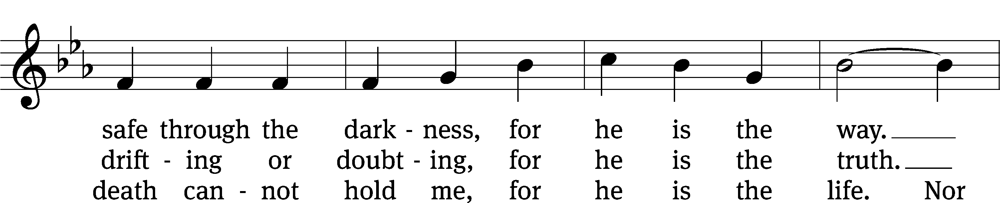 safe through the dark - ness, for he is the way.
drift - ing or doubt - ing, for he is the truth.
death can - not hold me, for he is the life. Nor